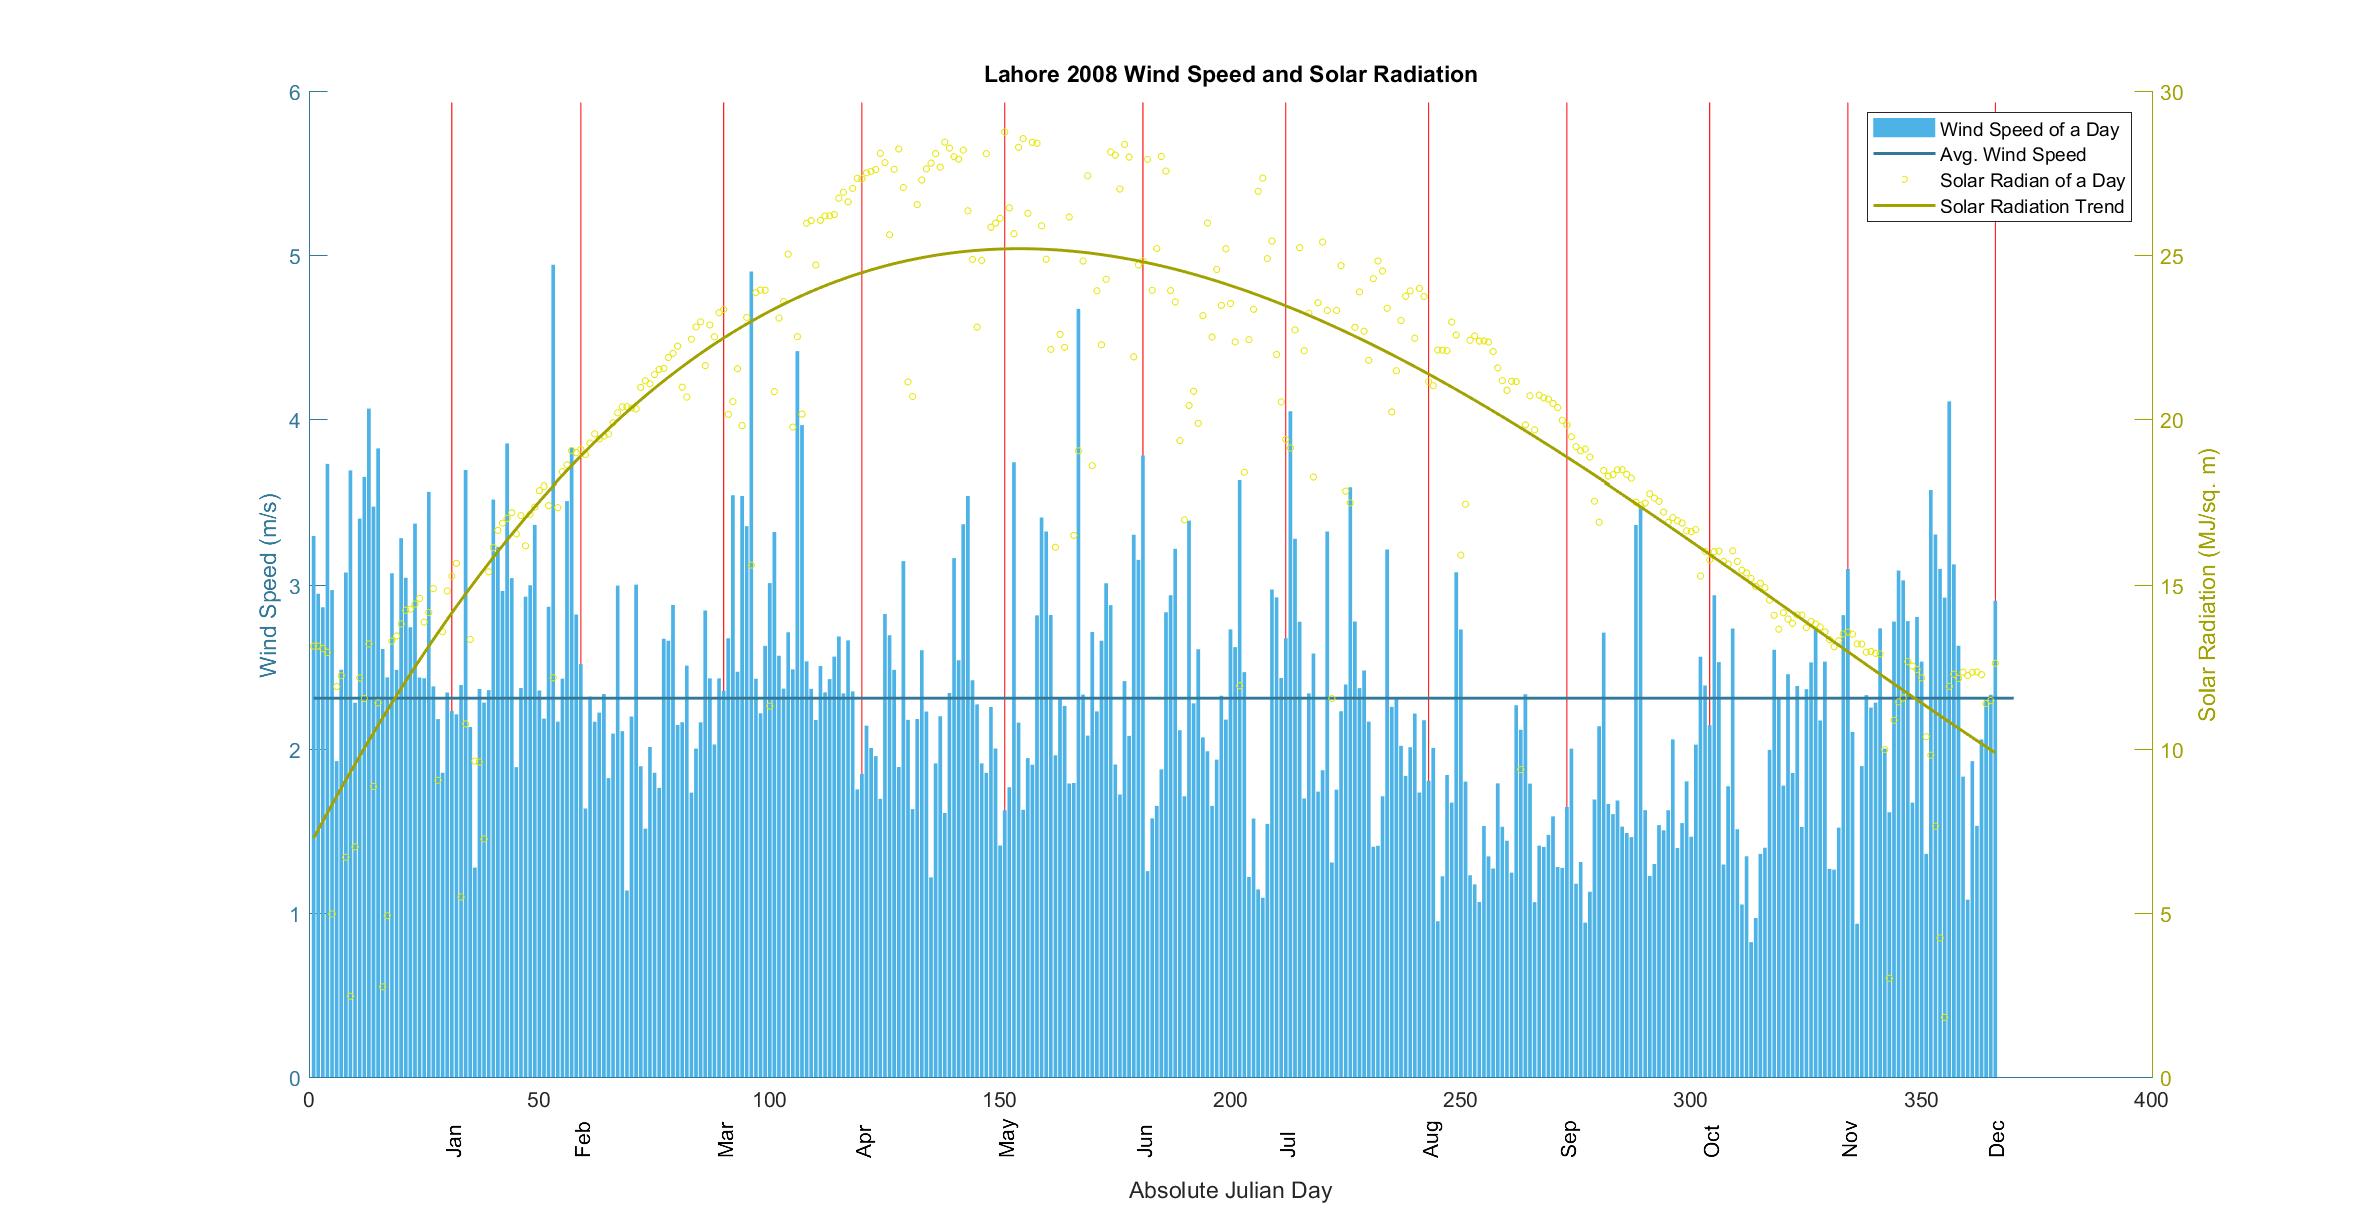 Lahore 2008 Wind Speed and Solar Radiation
6
5
4
3
2
1
0
Wind Speed (m/s)
30
25
20
15
10
5
0
Solar Radiation (MJ/sq. m)
Wind Speed of a Day
Avg. Wind Speed
Solar Radian of a Day
Solar Radiation Trend
0 50 100 150 200 250 300 350 400
Jan Feb Mar Apr May Jun Jul Aug Sep Oct Nov Dec
Absolute Julian Day